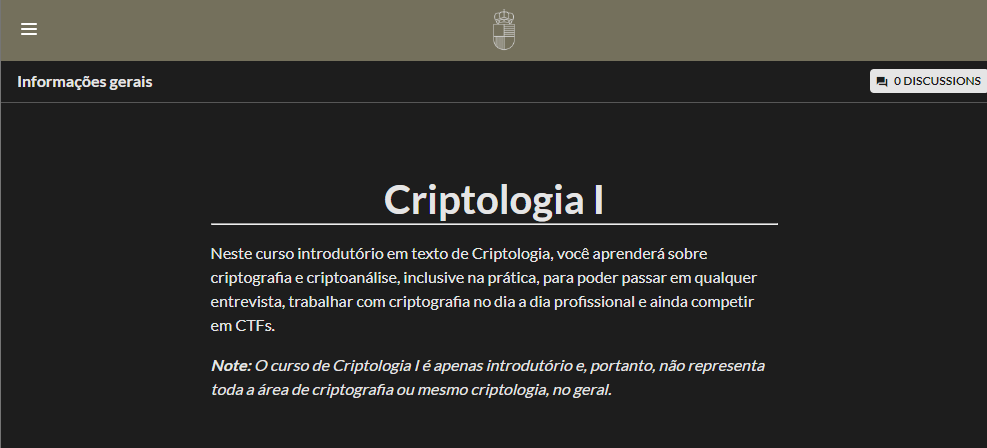 Informações gerais
0 DISCUSSIONS
Criptologia I
Neste curso introdutório em texto de Criptologia, você aprenderá sobre
criptografia e criptoanálise, inclusive na prática, para poder passar em qualquer
entrevista, trabalhar com criptografia no dia a dia profissional e ainda competir
em CTFs.
Note: O curso de Criptologia I é apenas introdutório e, portanto, não representa
toda a área de criptografia ou mesmo criptologia, no geral.